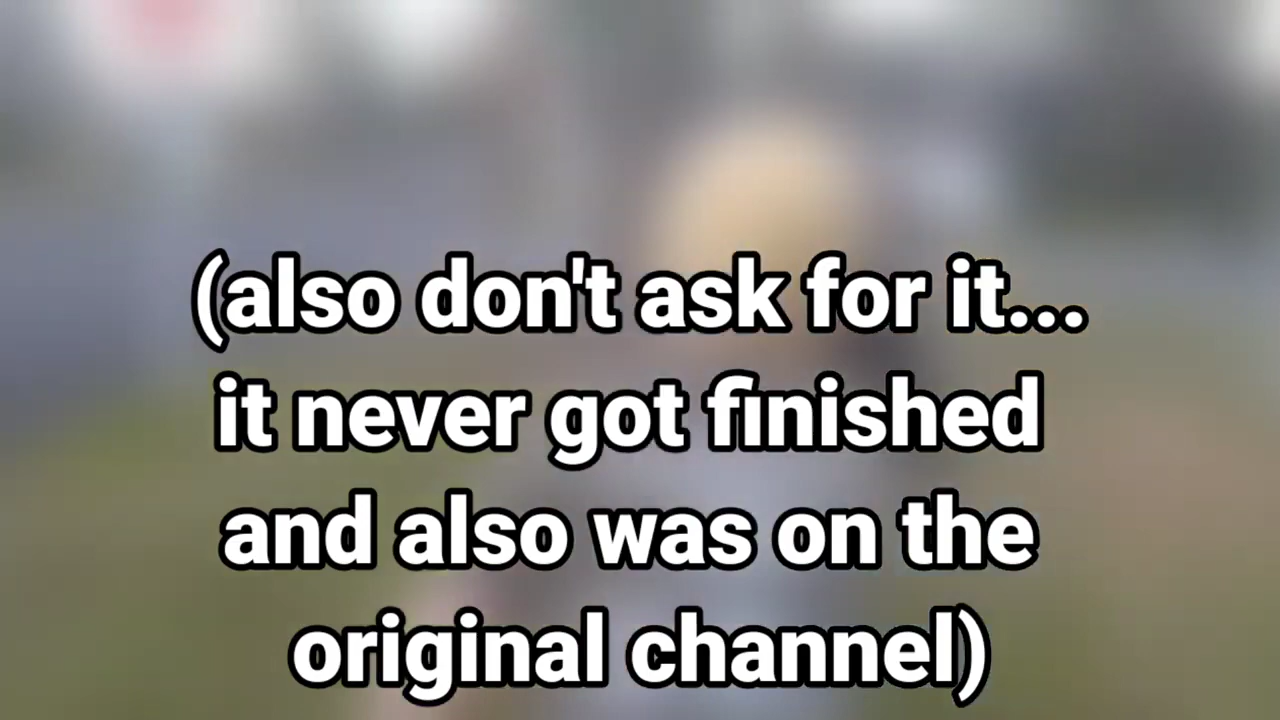 (also don't ask for it...
it never got finished
and also was on the
original channel)